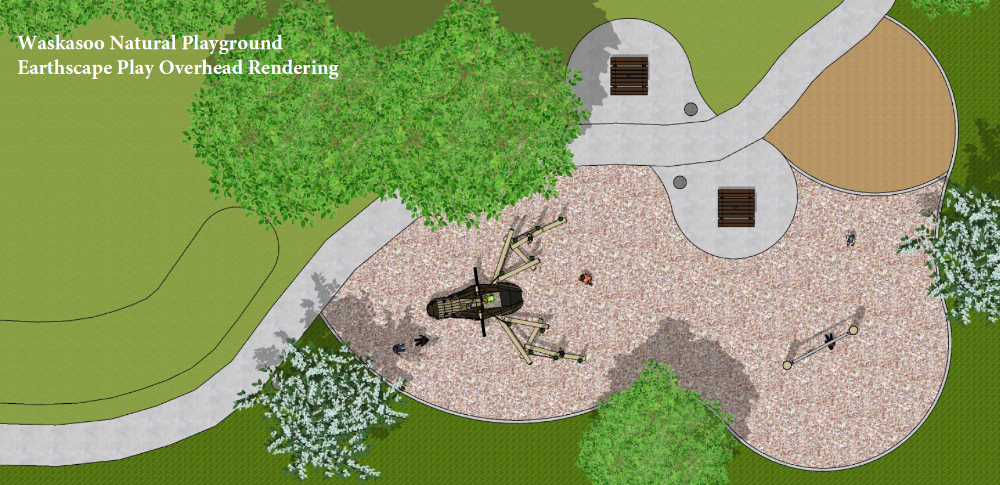 Waskasoo Natural Playground
Earthscape Play Overhead Rendering